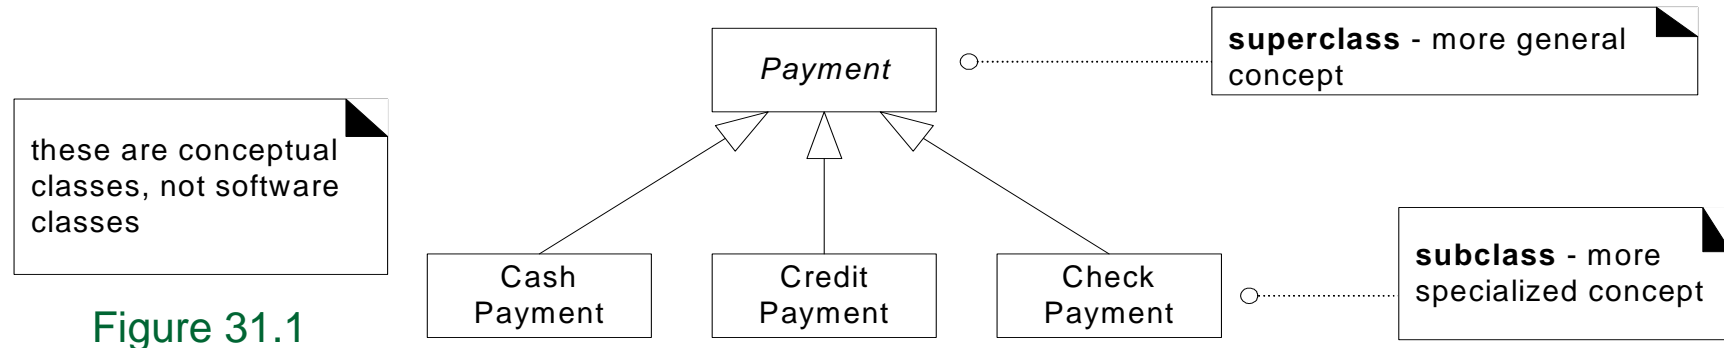 Payment
superclass - more general
concept
these are conceptual
classes, not software
classes
Cash
Payment
Credit
Payment
Check
Payment
subclass - more
specialized concept
Figure 31.1